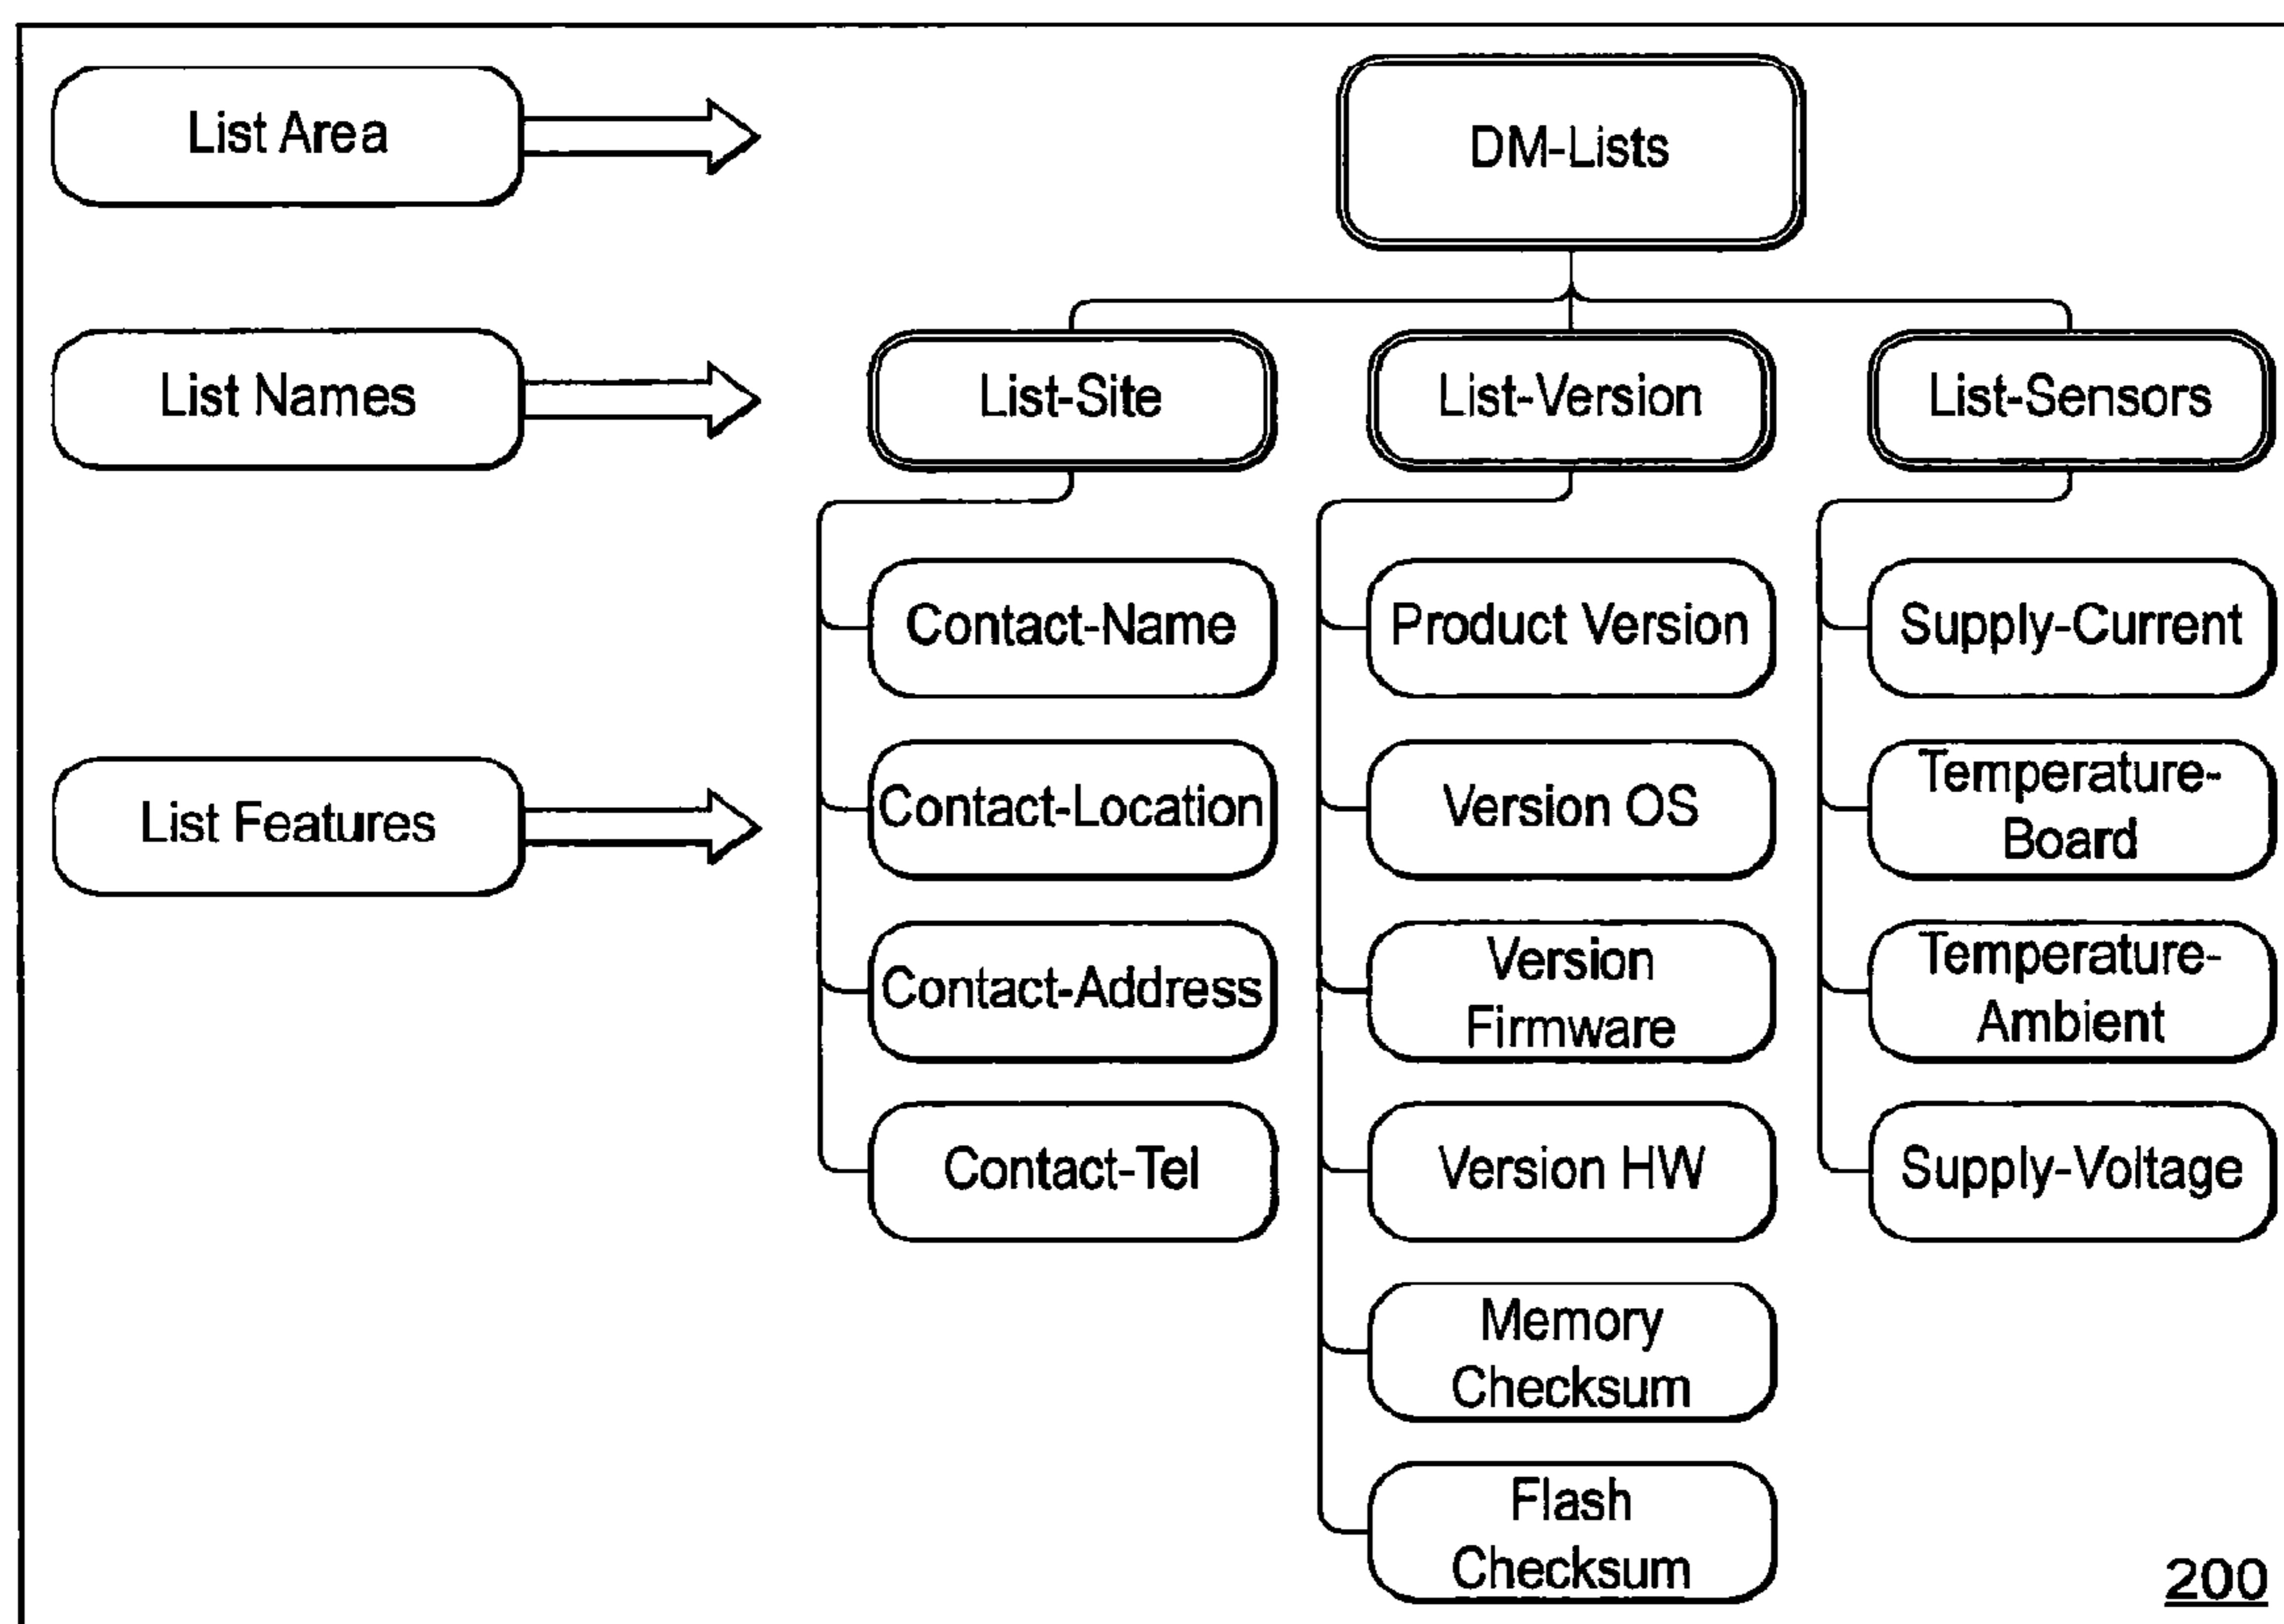 List Area
DM-Lists
List Names
List-Site
List-Version
List-Sensors
List Features
Contact-Name
Contact-Location
Contact-Address
Contact-Tel
Product Version
Version OS
Version
Firmware
Version HW
Memory
Checksum
Flash
Checksum
Supply-Current
Temperature-
Board
Temperature-
Ambient
Supply-Voltage
200